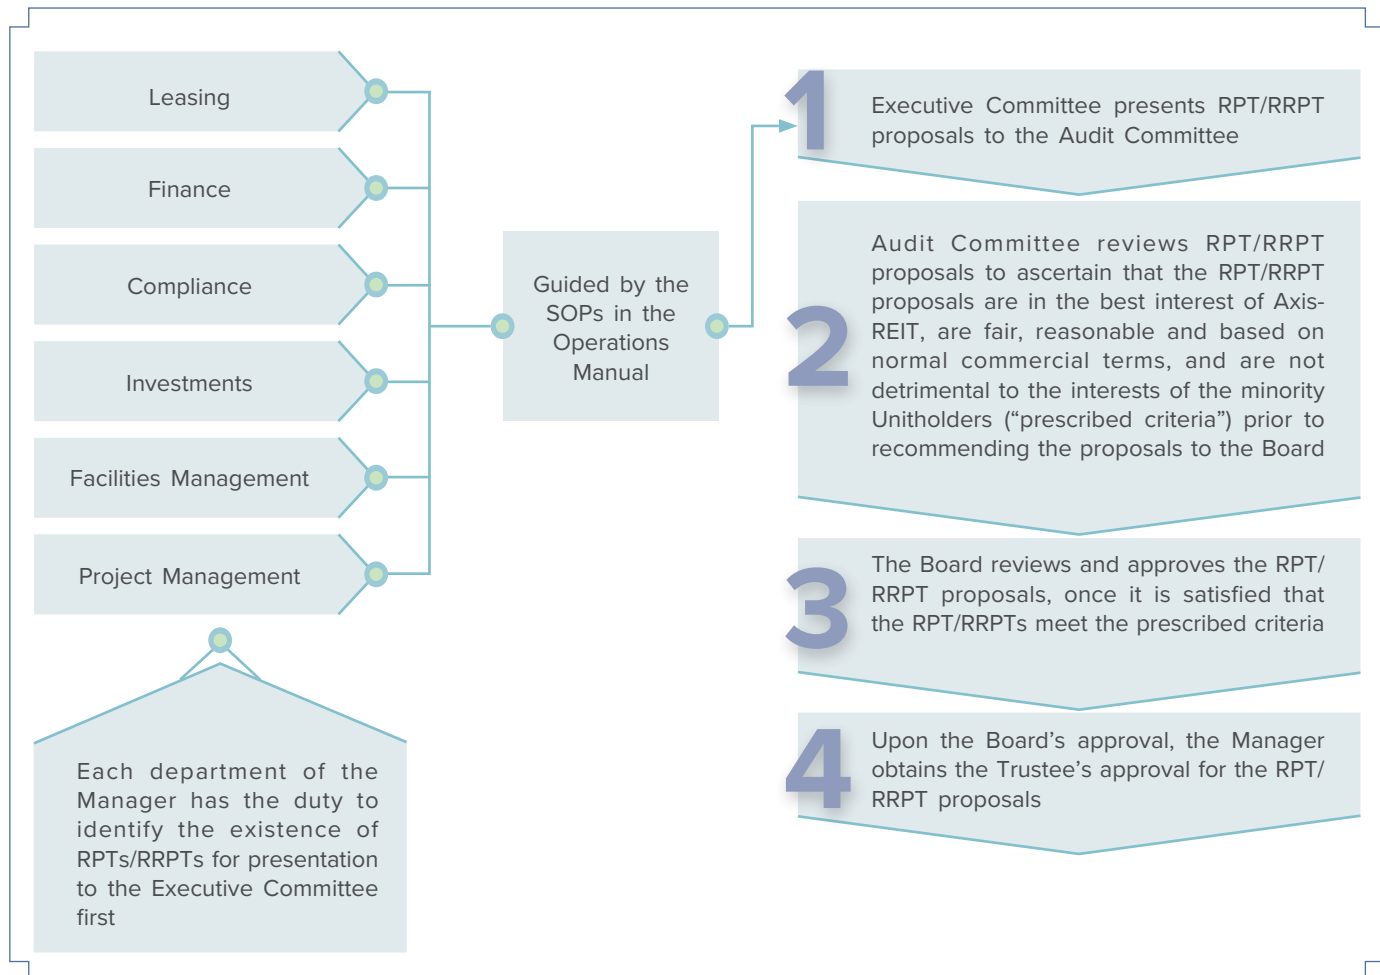 Leasing
Finance
Compliance
Investments
Facilities Management
Project Management
Each department of the
Manager has the duty to
identify the existence of
RPTs/RRPTs for presentation
to the Executive Committee
first
Guided by the
SOPs in the
Operations
Manual
1
Executive Committee presents RPT/RRPT
proposals to the Audit Committee
2
Audit Committee reviews RPT/RRPT
proposals to ascertain that the RPT/RRPT
proposals are in the best interest of Axis-
REIT, are fair, reasonable and based on
normal commercial terms, and are not
detrimental to the interests of the minority
Unitholders (“prescribed criteria”) prior to
recommending the proposals to the Board
3
The Board reviews and approves the RPT/
RRPT proposals, once it is satisfied that
the RPT/RRPTs meet the prescribed criteria
4
Upon the Board’s approval, the Manager
obtains the Trustee’s approval for the RPT/
RRPT proposals